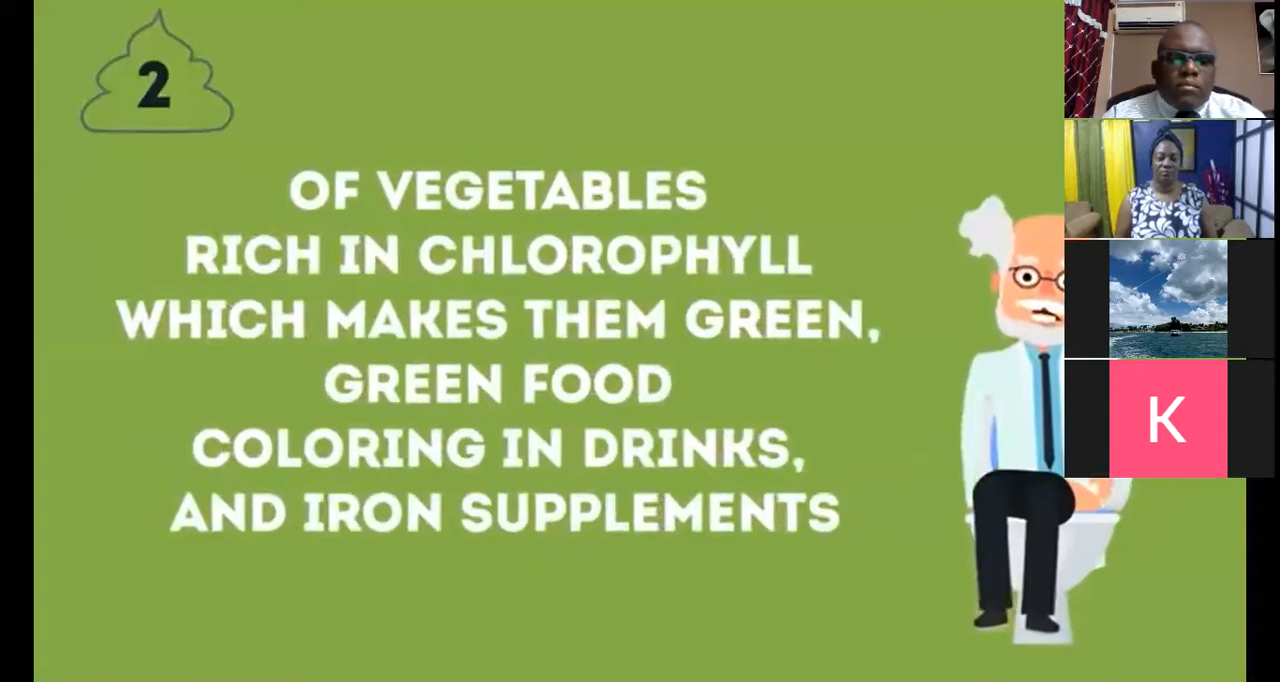 2
OF VEGETABLES
RICH IN CHLOROPHYLL
WHICH MAKES THEM GREEN,
GREEN FOOD
COLORING IN DRINKS,
AND IRON SUPPLEMENTS
K